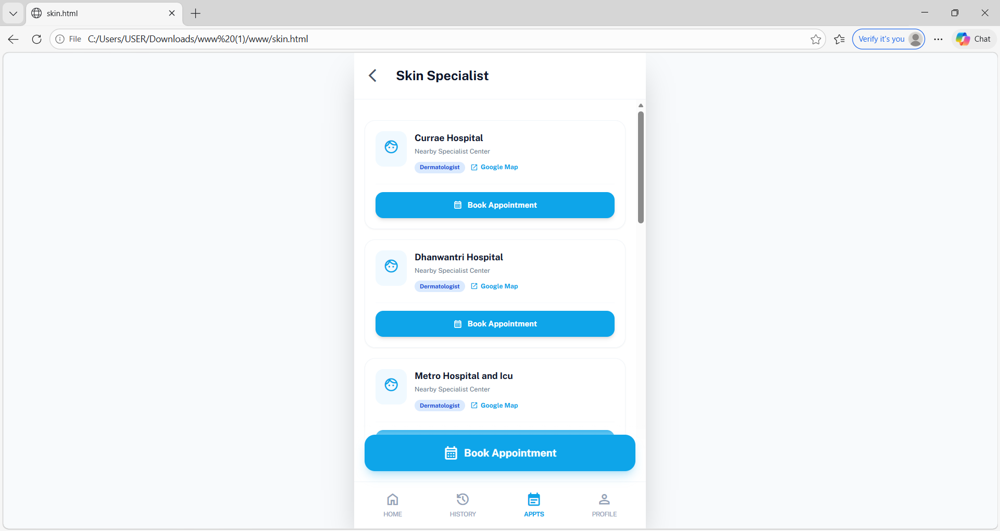 skin.html
File C:/Users/USER/Downloads/www%20(1)/www/skin.html
Verify it's you
Chat
Skin Specialist
Currae Hospital
Nearby Specialist Center
Dermatologist Google Map
Book Appointment
Dhanwantri Hospital
Nearby Specialist Center
Dermatologist Google Map
Book Appointment
Metro Hospital and Icu
Nearby Specialist Center
Dermatologist Google Map
Book Appointment
HOME HISTORY APPTS PROFILE